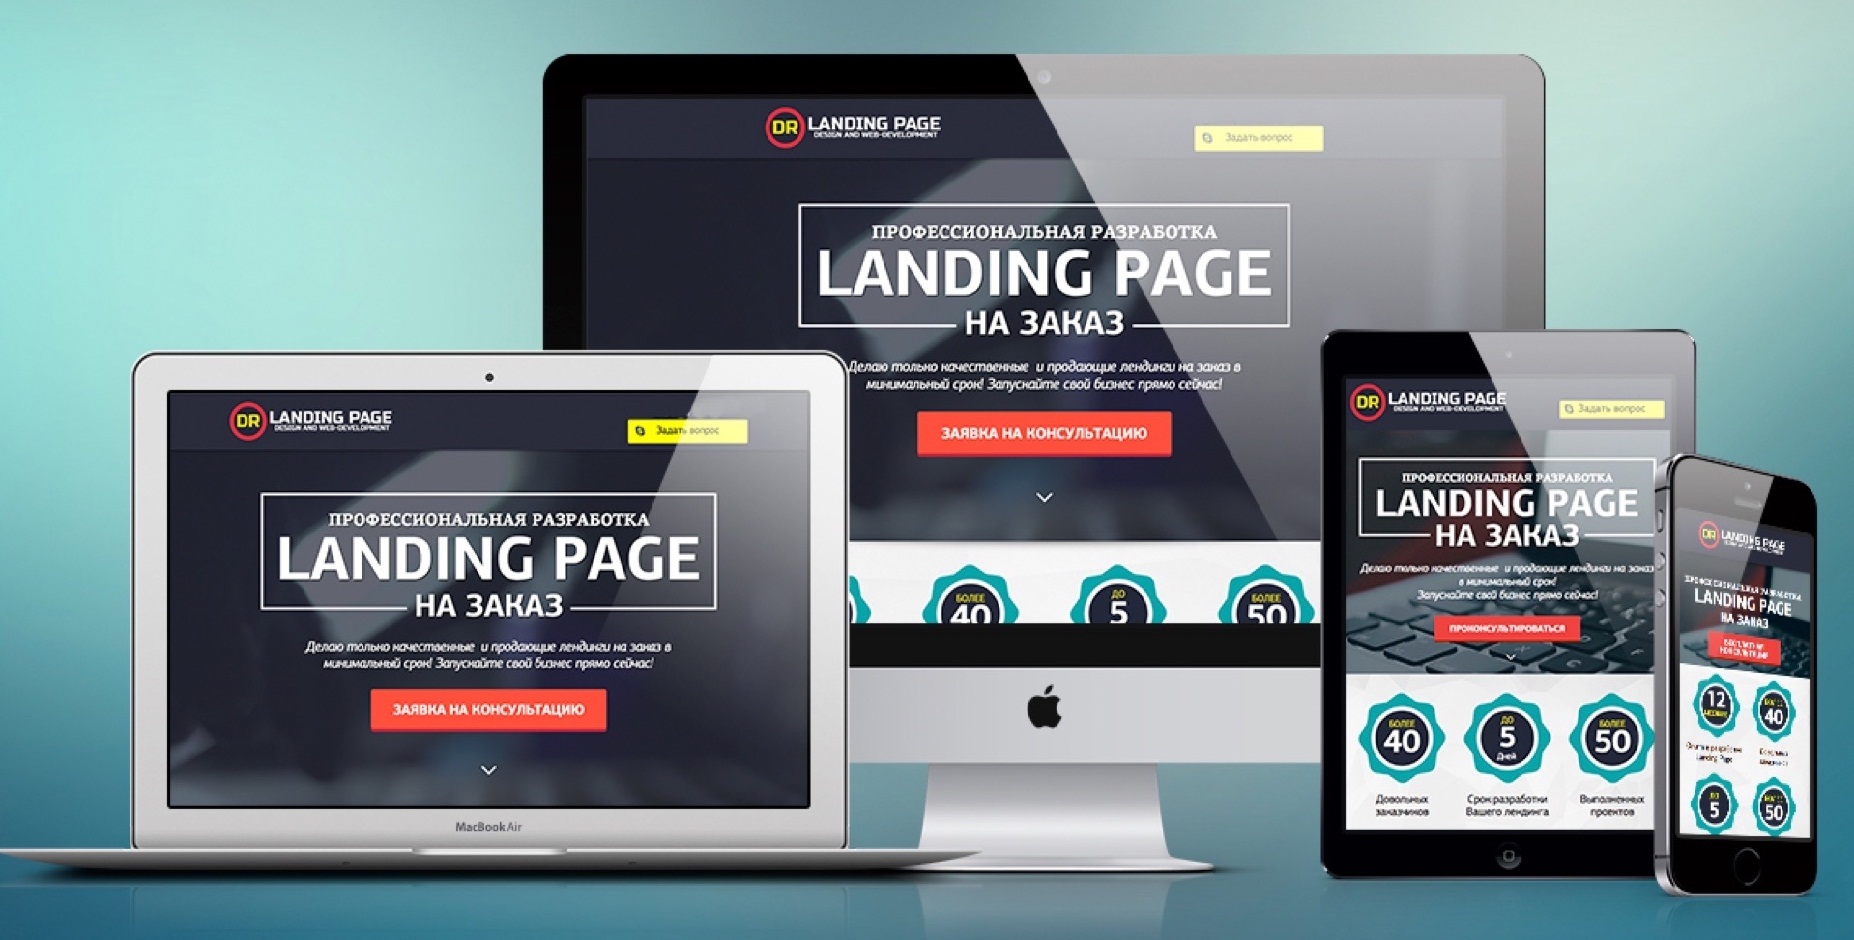 DR LANDING PAGE
DESIGN AND WEB-DEVELOPMENT
Задать вопрос
ПРОФЕССИОНАЛЬНАЯ РАЗРАБОТКА
LANDING PAGE
НА ЗАКАЗ
Делаю только качественные и продающие лендинги на заказ в
минимальный срок! Запускайте свой бизнес прямо сейчас!
ЗАЯВКА НА КОНСУЛЬТАЦИЮ
БОЛЕЕ
40
ДО
5
БОЛЕЕ
50
DR LANDING PAGE
DESIGN AND WEB-DEVELOPMENT
Задать вопрос
ПРОФЕССИОНАЛЬНАЯ РАЗРАБОТКА
LANDING PAGE
НА ЗАКАЗ
Делаю только качественные и продающие лендинги на заказ в
минимальный срок! Запускайте свой бизнес прямо сейчас!
ЗАЯВКА НА КОНСУЛЬТАЦИЮ
MacBook Air
DR LANDING PAGE
DESIGN AND WEB-DEVELOPMENT
Задать вопрос
ПРОФЕССИОНАЛЬНАЯ РАЗРАБОТКА
LANDING PAGE
НА ЗАКАЗ
Делаю только качественные и продающие лендинги на заказ
в минимальный срок!
Запускайте свой бизнес прямо сейчас!
ПРОКОНСУЛЬТИРОВАТЬСЯ
БОЛЕЕ
40
Довольных
заказчиков
ДО
5
Дней
Срок разработки
Вашего лендинга
БОЛЕЕ
50
Выполненных
проектов
DR LANDING PAGE
ПРОФЕССИОНАЛЬНАЯ РАЗРАБОТКА
LANDING PAGE
НА ЗАКАЗ
12
40
Landing Page
ДО
5
50